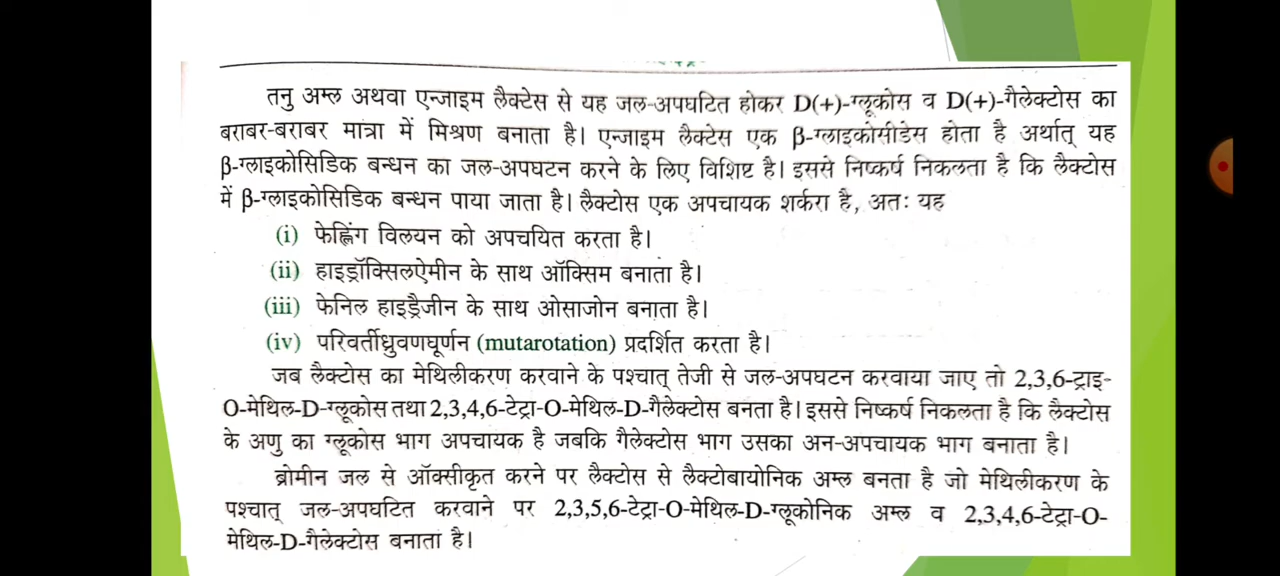 तनु अम्ल अथवा एन्जाइम लैक्टेस से यह जल-अपघटित होकर D(+)-ग्लूकोस व D(+)-गैलेक्टोस का
बराबर-बराबर मात्रा में मिश्रण बनाता है। एन्जाइम लैक्टेस एक β-ग्लाइकोसीडेस होता है अर्थात् यह
β-ग्लाइकोसिडिक बन्धन का जल-अपघटन करने के लिए विशिष्ट है। इससे निष्कर्ष निकलता है कि लैक्टोस
में β-ग्लाइकोसिडिक बन्धन पाया जाता है। लैक्टोस एक अपचायक शर्करा है, अतः यह
(i) फेह्लिंग विलयन को अपचयित करता है।
(ii) हाइड्रॉक्सिलऐमीन के साथ ऑक्सिम बनाता है।
(iii) फेनिल हाइड्रैजीन के साथ ओसाजोन बनाता है।
(iv) परिवर्तीध्रुवणघूर्णन (mutarotation) प्रदर्शित करता है।
जब लैक्टोस का मेथिलीकरण करवाने के पश्चात् तेजी से जल-अपघटन करवाया जाए तो 2,3,6-ट्राइ-
O-मेथिल-D-ग्लूकोस तथा 2,3,4,6-टेट्रा-O-मेथिल-D-गैलेक्टोस बनता है। इससे निष्कर्ष निकलता है कि लैक्टोस
के अणु का ग्लूकोस भाग अपचायक है जबकि गैलेक्टोस भाग उसका अन-अपचायक भाग बनाता है।
ब्रोमीन जल से ऑक्सीकृत करने पर लैक्टोस से लैक्टोबायोनिक अम्ल बनता है जो मेथिलीकरण के
पश्चात् जल-अपघटित करवाने पर 2,3,5,6-टेट्रा-O-मेथिल-D-ग्लूकोनिक अम्ल व 2,3,4,6-टेट्रा-O-
मेथिल-D-गैलेक्टोस बनाता है।